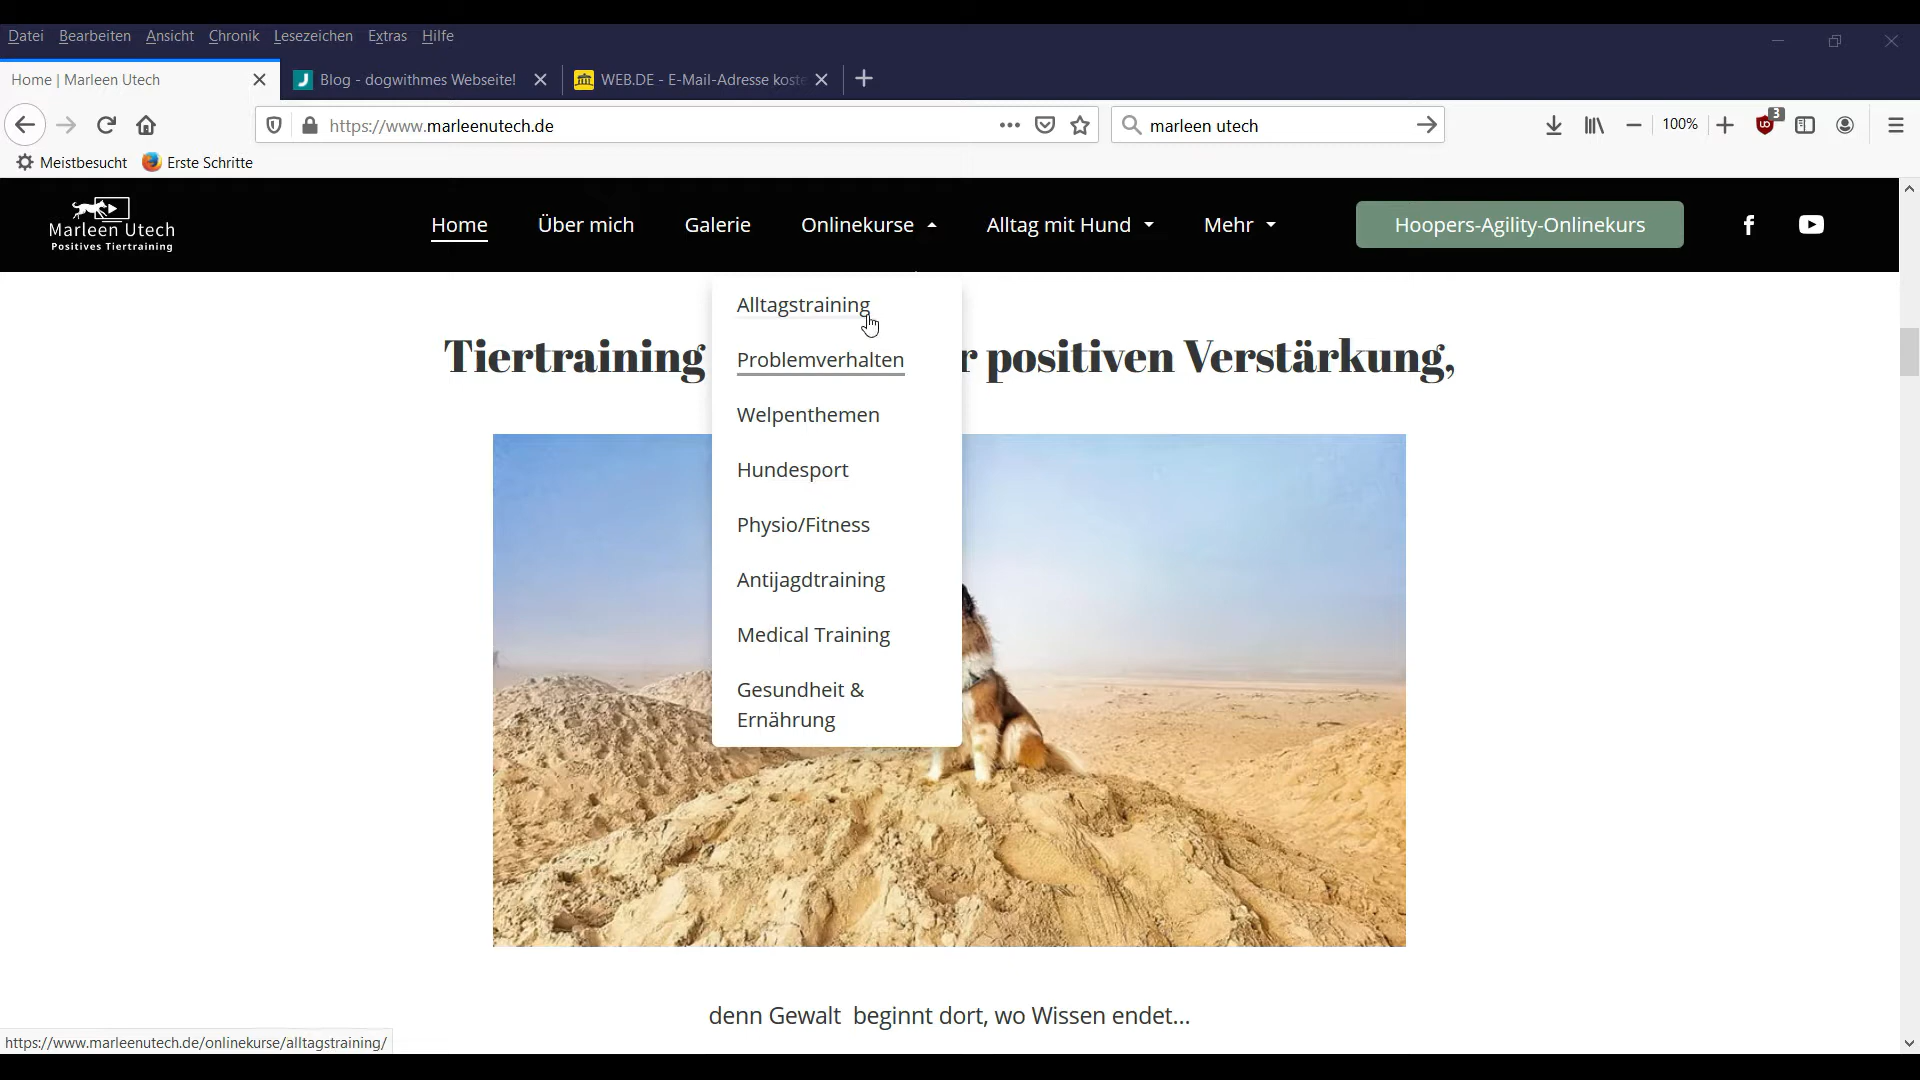 Datei Bearbeiten Ansicht Chronik Lesezeichen Extras Hilfe
Home | Marleen Utech Blog - dogwithmes Webseite! WEB.DE - E-Mail-Adresse koste
https://www.marleenutech.de marleen utech 100% 3
Meistbesucht Erste Schritte
Marleen Utech
Positives Tiertraining
Home Über mich Galerie Onlinekurse Alltag mit Hund Mehr Hoopers-Agility-Onlinekurs
Alltagstraining
Tiertraining r positiven Verstärkung,
Problemverhalten
Welpenthemen
Hundesport
Physio/Fitness
Antijagdtraining
Medical Training
Gesundheit &
Ernährung
denn Gewalt beginnt dort, wo Wissen endet...
https://www.marleenutech.de/onlinekurse/alltagstraining/